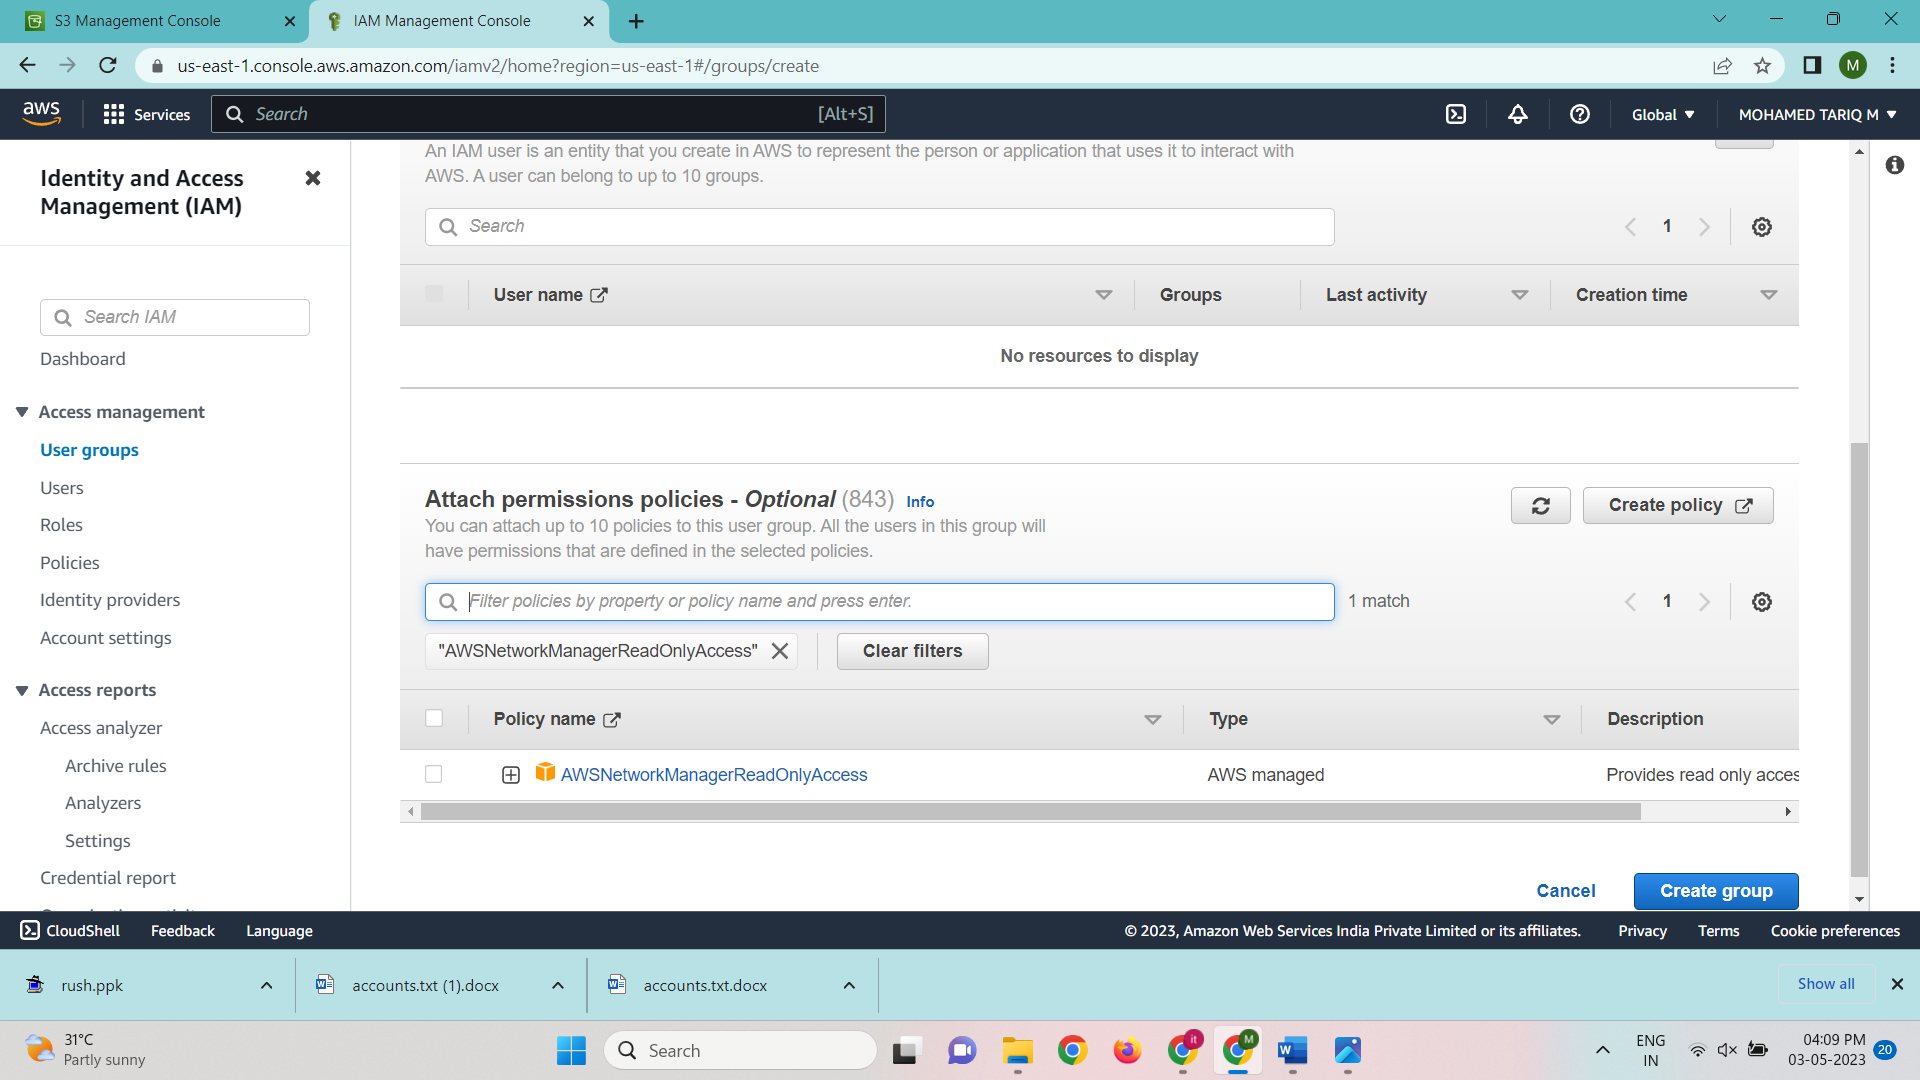 S3 Management Console
IAM Management Console
us-east-1.console.aws.amazon.com/iamv2/home?region=us-east-1#/groups/create
M
aws
Services
Search
[Alt+S]
Global
MOHAMED TARIQ M
Identity and Access Management (IAM)
Search IAM
Dashboard
Access management
User groups
Users
Roles
Policies
Identity providers
Account settings
Access reports
Access analyzer
Archive rules
Analyzers
Settings
Credential report
An IAM user is an entity that you create in AWS to represent the person or application that uses it to interact with
AWS. A user can belong to up to 10 groups.
Search
1
User name
Groups
Last activity
Creation time
No resources to display
Attach permissions policies - Optional (843) Info
You can attach up to 10 policies to this user group. All the users in this group will
have permissions that are defined in the selected policies.
Create policy
Filter policies by property or policy name and press enter.
1 match
1
"AWSNetworkManagerReadOnlyAccess"
Clear filters
Policy name
Type
Description
AWSNetworkManagerReadOnlyAccess
AWS managed
Provides read only acces
Cancel
Create group
CloudShell
Feedback
Language
© 2023, Amazon Web Services India Private Limited or its affiliates.
Privacy
Terms
Cookie preferences
rush.ppk
accounts.txt (1).docx
accounts.txt.docx
Show all
31°C
Partly sunny
Search
it
M
ENG
IN
04:09 PM
03-05-2023
20